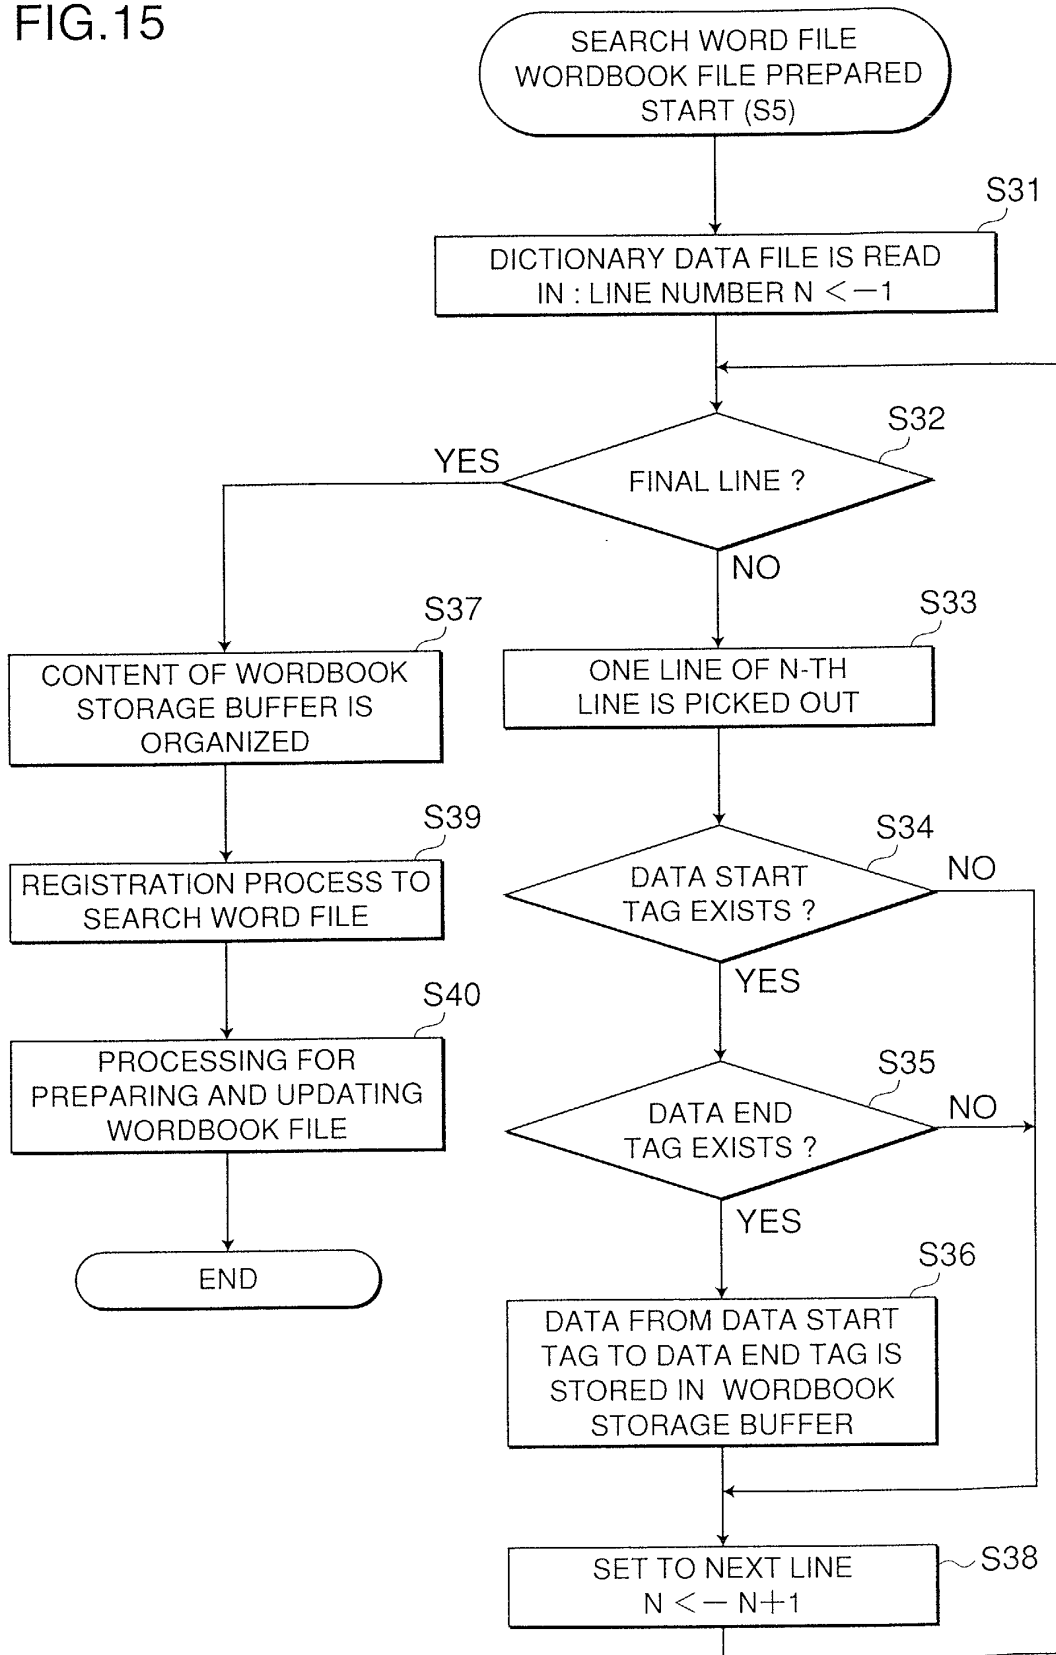 FIG.15
SEARCH WORD FILE
WORDBOOK FILE PREPARED
START (S5)
S31
DICTIONARY DATA FILE IS READ
IN : LINE NUMBER N <－1
S32
YES
FINAL LINE ?
NO
S33
ONE LINE OF N-TH
LINE IS PICKED OUT
S37
CONTENT OF WORDBOOK
STORAGE BUFFER IS
ORGANIZED
S34
DATA START
TAG EXISTS ?
NO
YES
S39
REGISTRATION PROCESS TO
SEARCH WORD FILE
S35
DATA END
TAG EXISTS ?
NO
YES
S40
PROCESSING FOR
PREPARING AND UPDATING
WORDBOOK FILE
END
S36
DATA FROM DATA START
TAG TO DATA END TAG IS
STORED IN WORDBOOK
STORAGE BUFFER
S38
SET TO NEXT LINE
N <－ N+1